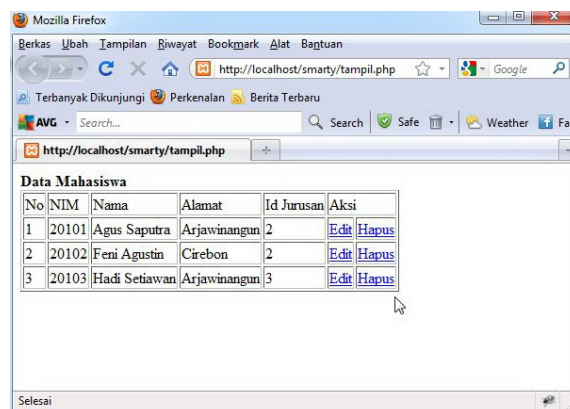 Mozilla Firefox
Berkas Ubah Tampilan Riwayat Bookmark Alat Bantuan
http://localhost/smarty/tampil.php Google
Terbanyak Dikunjungi Perkenalan Berita Terbaru
AVG Search... Search Safe Weather Fa
http://localhost/smarty/tampil.php
Data Mahasiswa
No NIM Nama Alamat Id Jurusan Aksi
1 20101 Agus Saputra Arjawinangun 2 Edit Hapus
2 20102 Feni Agustin Cirebon 2 Edit Hapus
3 20103 Hadi Setiawan Arjawinangun 3 Edit Hapus
Selesai